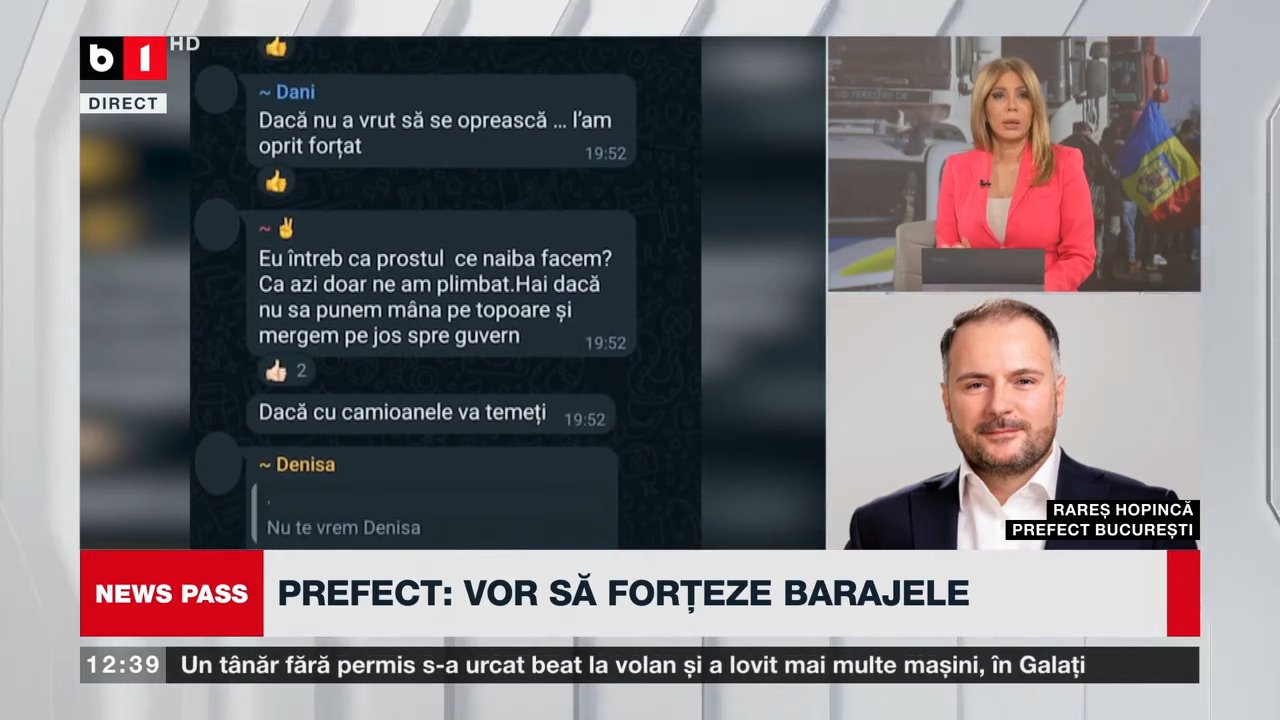 b1 HD
DIRECT
~ Dani
Dacă nu a vrut să se oprească ... l’am
oprit forțat
19:52
~ ✌
Eu întreb ca prostul ce naiba facem?
Ca azi doar ne am plimbat.Hai dacă
nu sa punem mâna pe topoare și
mergem pe jos spre guvern
19:52
2
Dacă cu camioanele va temeți
19:52
~ Denisa
.
Nu te vrem Denisa
RAREȘ HOPINCĂ
PREFECT BUCUREȘTI
NEWS PASS
PREFECT: VOR SĂ FORȚEZE BARAJELE
12:39 Un tânăr fără permis s-a urcat beat la volan și a lovit mai multe mașini, în Galați